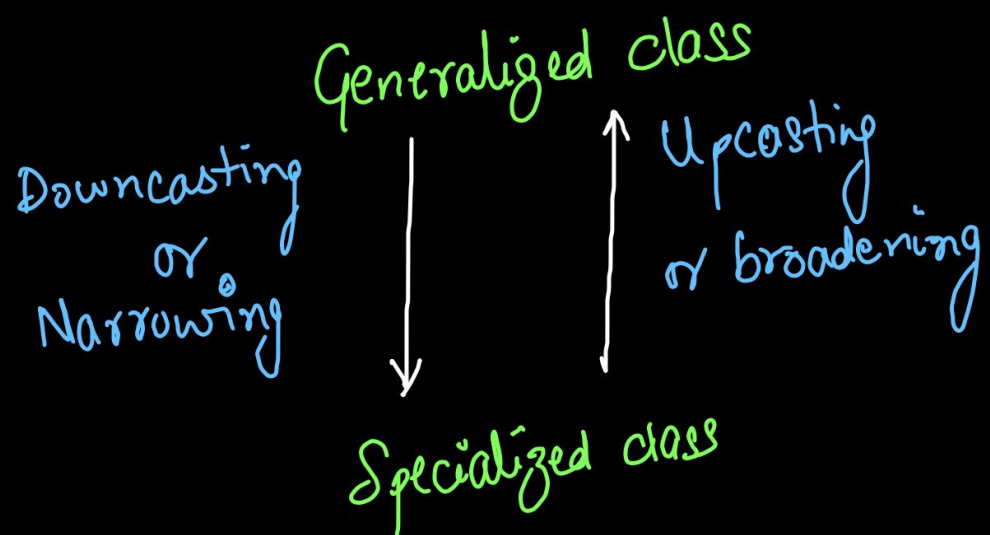 Generalized class
Downcasting
or
Narrowing
Upcasting
or broadening
Specialized class